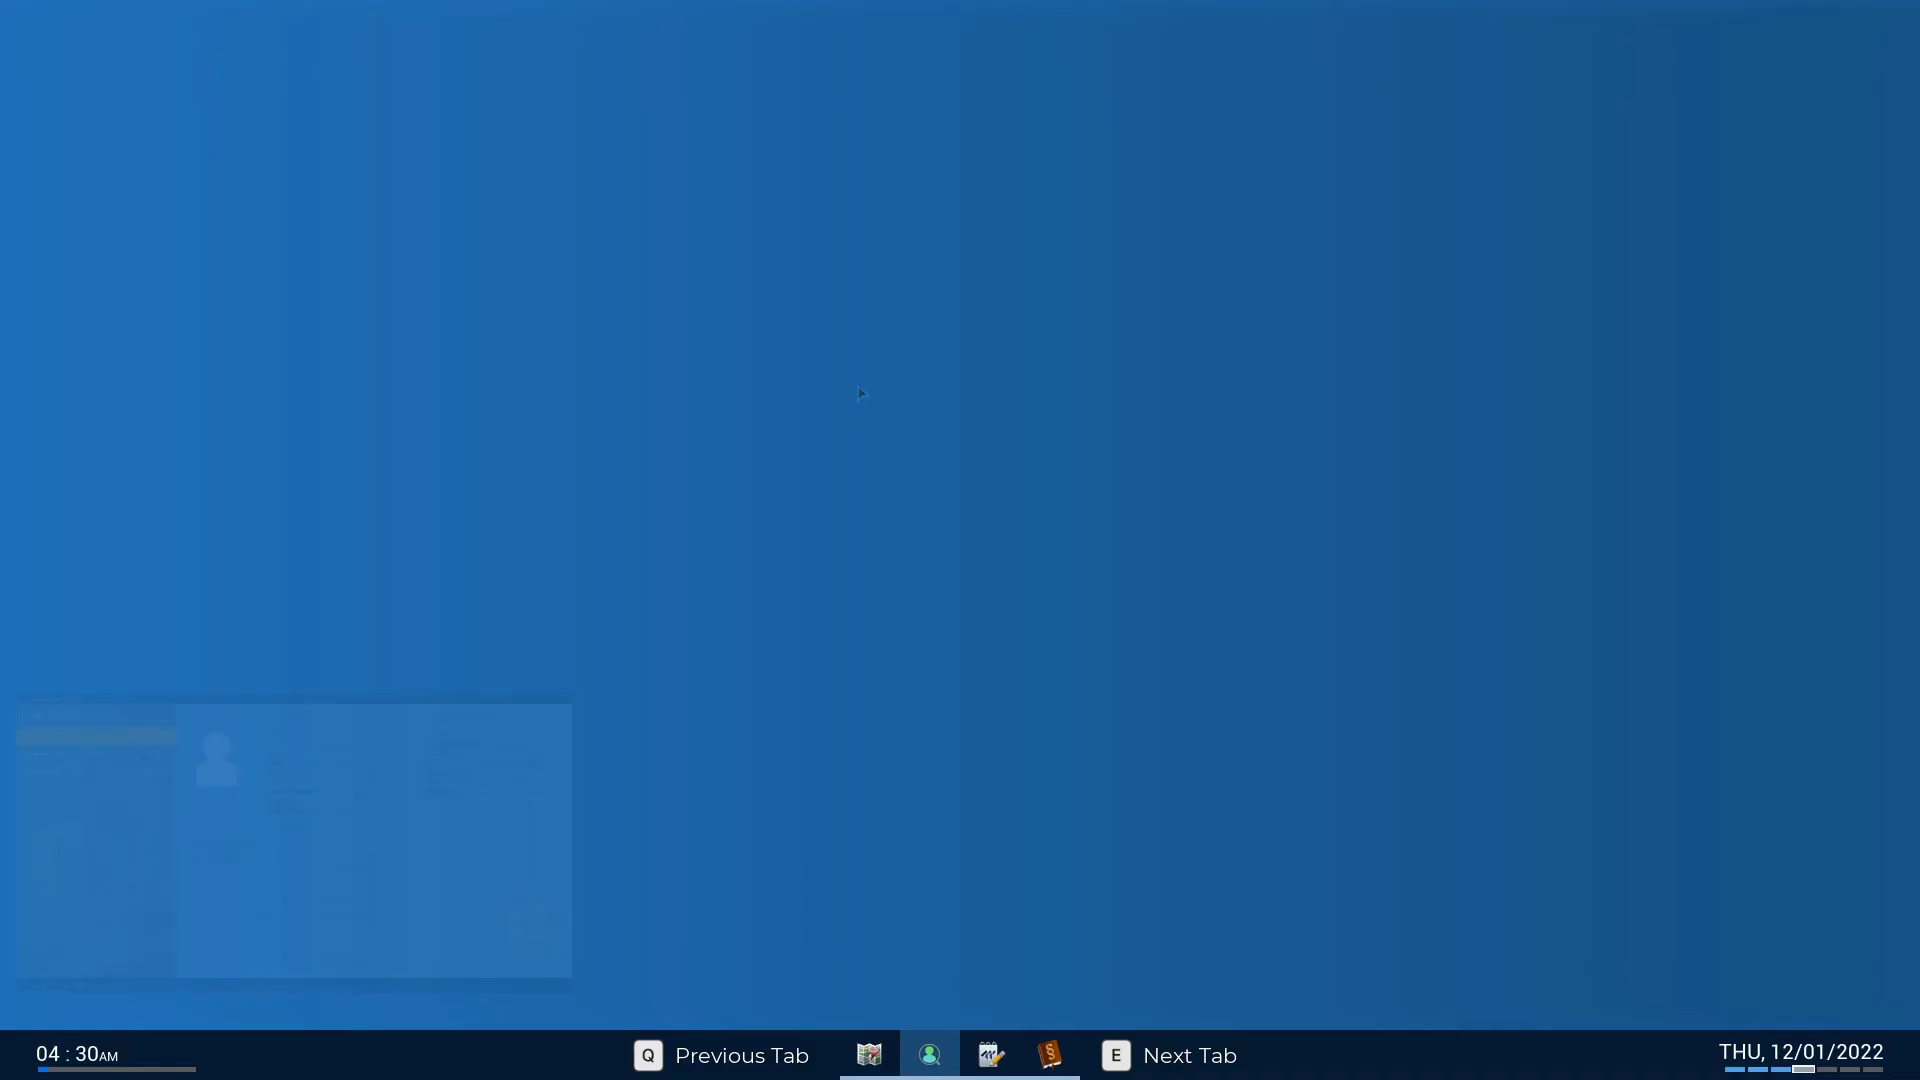 04 : 30AM
Q Previous Tab
§
E Next Tab
THU, 12/01/2022